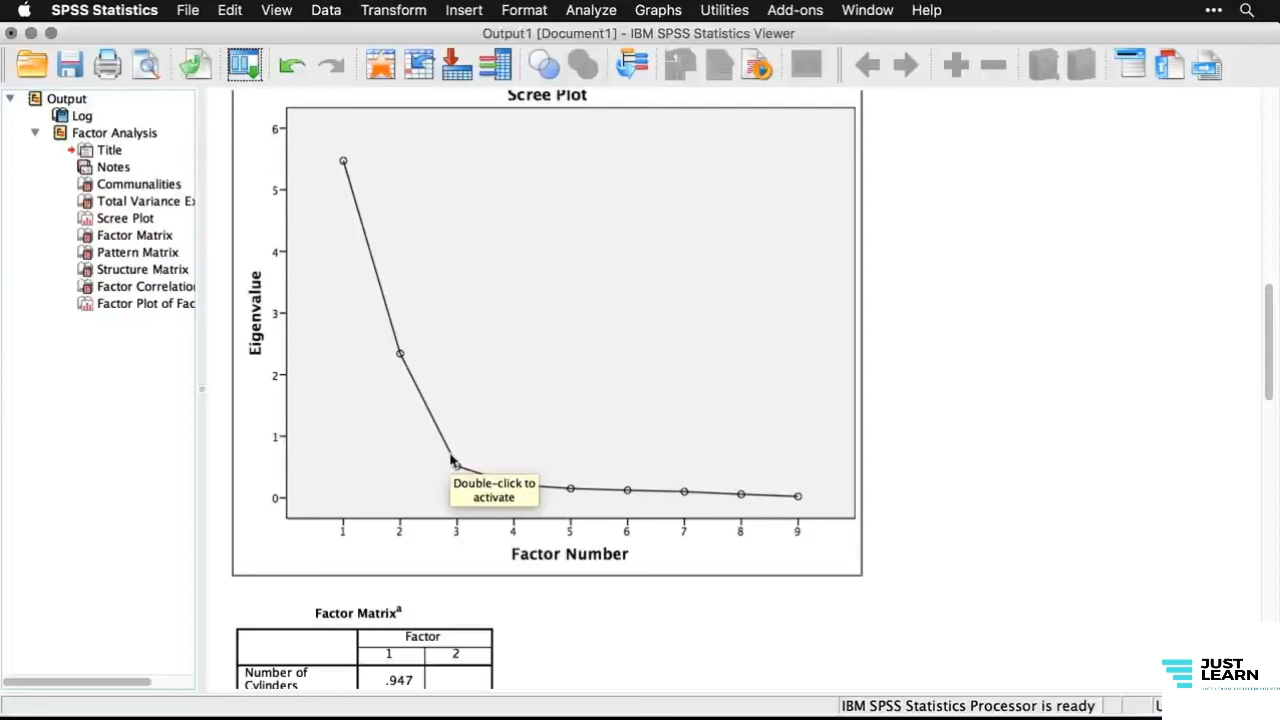 SPSS Statistics File Edit View Data Transform Insert Format Analyze Graphs Utilities Add-ons Window Help
Output1 [Document1] - IBM SPSS Statistics Viewer
Output
Log
Factor Analysis
Title
Notes
Communalities
Total Variance Ex
Scree Plot
Factor Matrix
Pattern Matrix
Structure Matrix
Factor Correlation
Factor Plot of Fac
Scree Plot
6
5
4
3
2
1
0
Eigenvalue
Double-click to
activate
1 2 3 4 5 6 7 8 9
Factor Number
Factor Matrixa
Factor
1 2
Number of
Cylinders
.947
JUST
LEARN
IBM SPSS Statistics Processor is ready